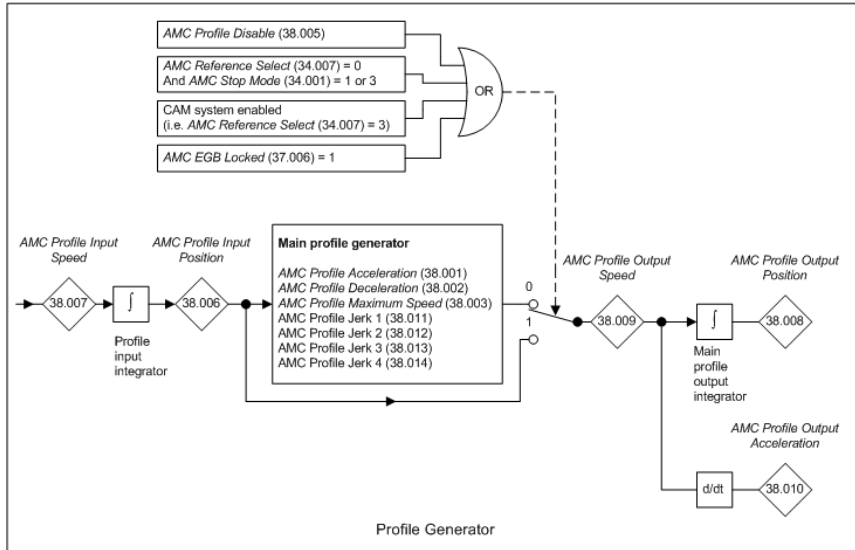 AMC Profile Disable (38.005)
AMC Reference Select (34.007) = 0
And AMC Stop Mode (34.001) = 1 or 3
CAM system enabled
(i.e. AMC Reference Select (34.007) = 3)
AMC EGB Locked (37.006) = 1
OR
AMC Profile Input
Speed
38.007
∫
Profile
input
integrator
AMC Profile Input
Position
38.006
Main profile generator
AMC Profile Acceleration (38.001)
AMC Profile Deceleration (38.002)
AMC Profile Maximum Speed (38.003)
AMC Profile Jerk 1 (38.011)
AMC Profile Jerk 2 (38.012)
AMC Profile Jerk 3 (38.013)
AMC Profile Jerk 4 (38.014)
0
1
AMC Profile Output
Speed
38.009
∫
Main
profile
output
integrator
AMC Profile Output
Position
38.008
AMC Profile Output
Acceleration
d/dt
38.010
Profile Generator